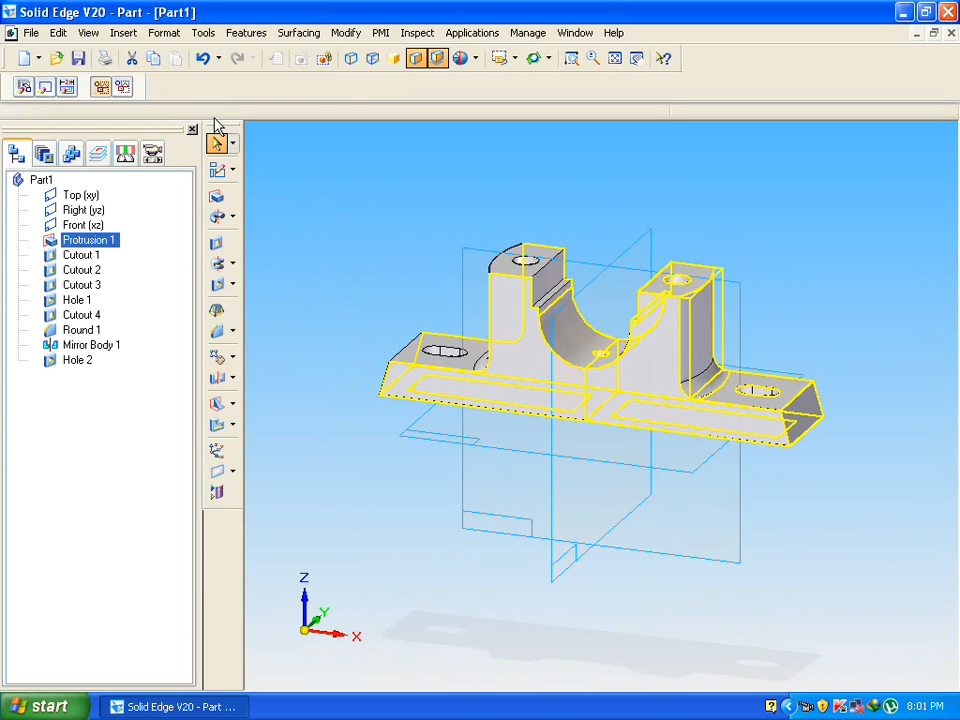 Solid Edge V20 - Part - [Part1]
File Edit View Insert Format Tools Features Surfacing Modify PMI Inspect Applications Manage Window Help
Part1
Top (xy)
Right (yz)
Front (xz)
Protrusion 1
Cutout 1
Cutout 2
Cutout 3
Hole 1
Cutout 4
Round 1
Mirror Body 1
Hole 2
Z
Y
X
start
Solid Edge V20 - Part ...
8:01 PM